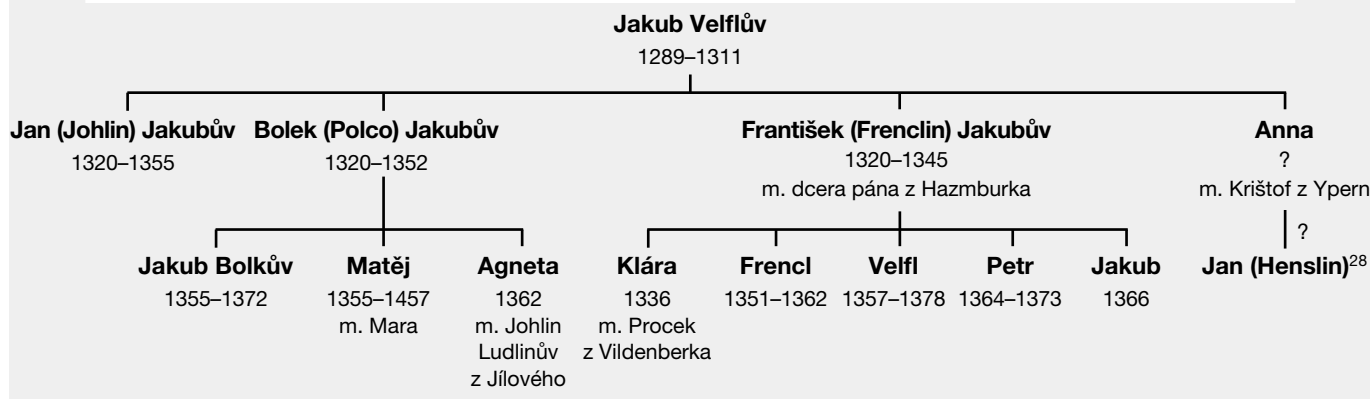 Jakub Velflův
1289–1311
Jan (Johlin) Jakubův Bolek (Polco) Jakubův František (Frenclin) Jakubův Anna
1320–1355 1320–1352 1320–1345 ?
m. dcera pána z Hazmburka m. Krištof z Ypern
?
Jakub Bolkův Matěj Agneta Klára Frencl Velfl Petr Jakub Jan (Henslin)28
1355–1372 1355–1457 1362 1336 1351–1362 1357–1378 1364–1373 1366
m. Mara m. Johlin m. Procek
Ludlinův z Vildenberka
z Jílového